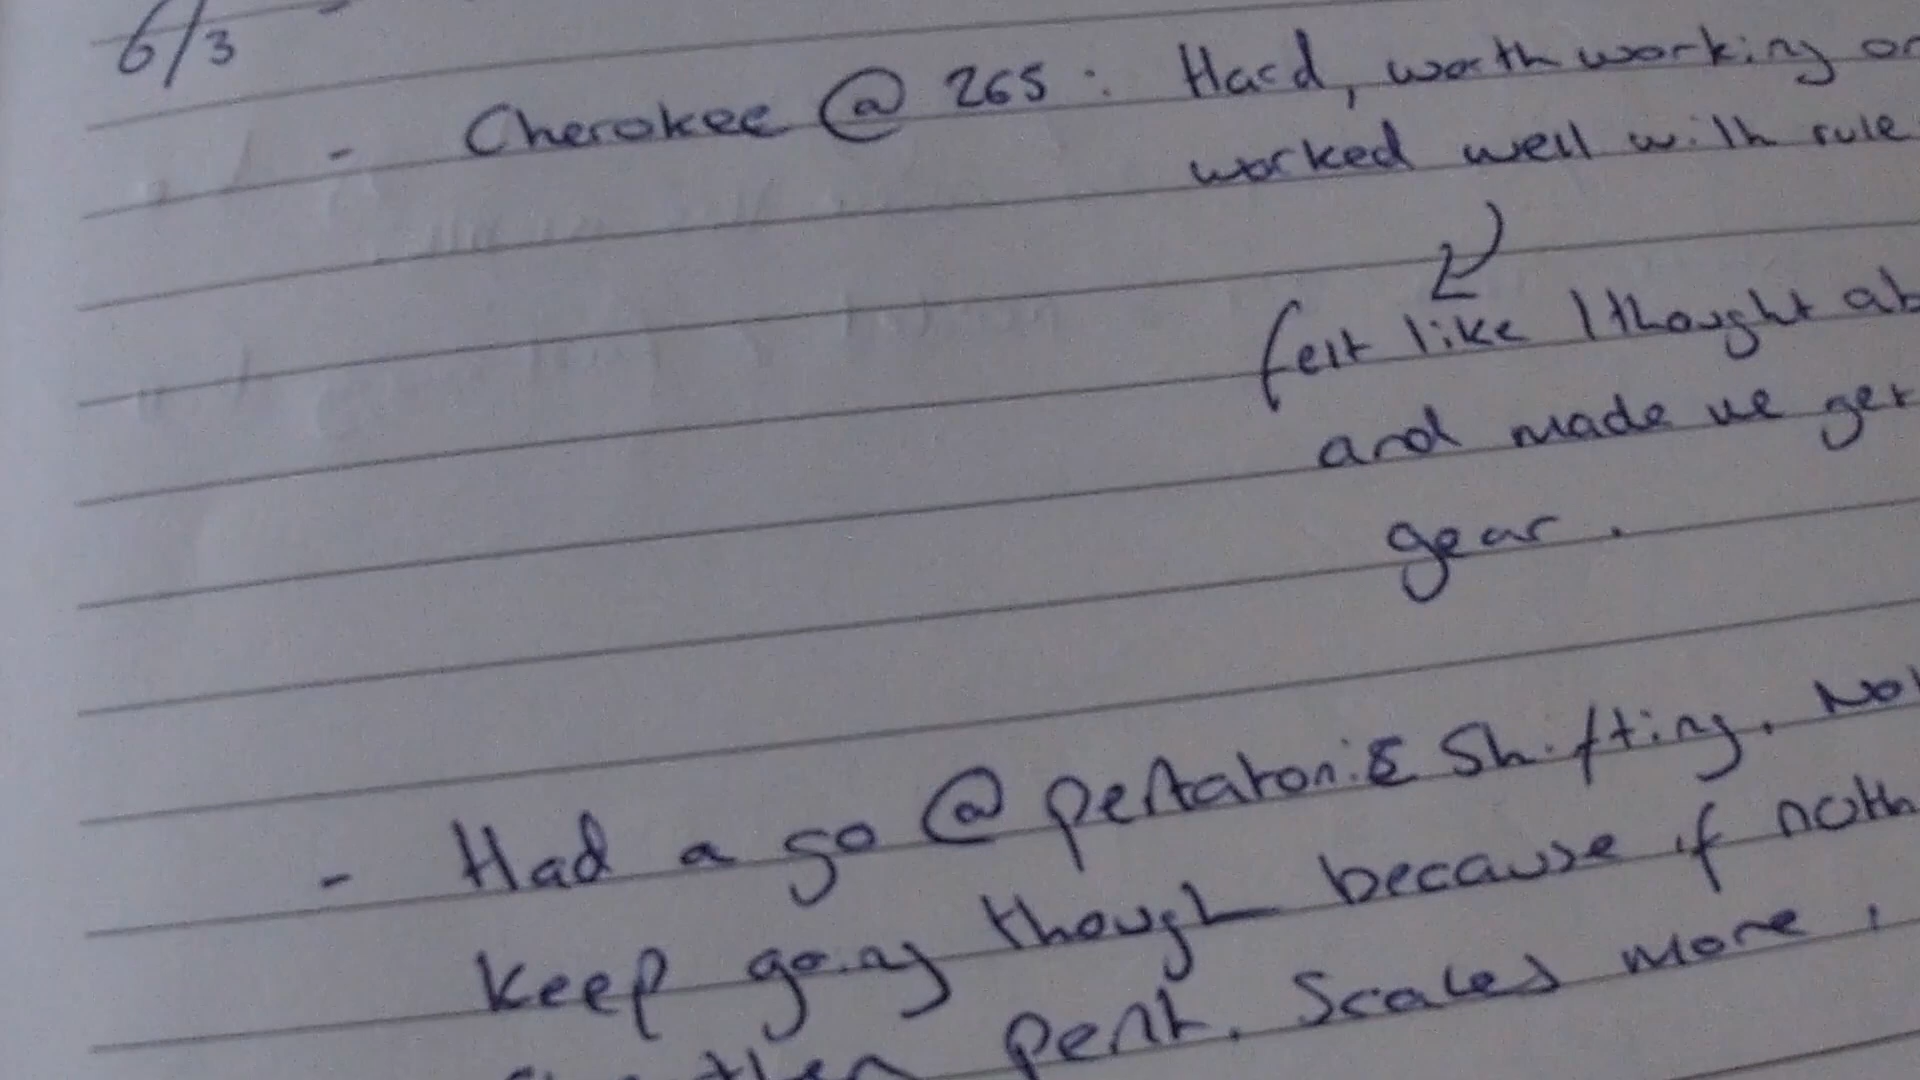 6/3
- Cherokee @ 265 : Hard, worth working on
worked well with rule
felt like I thought ab
and made me get
gear.
- Had a go @ pentatonic shifting. No
keep going though because if noth
then pent. scales more,